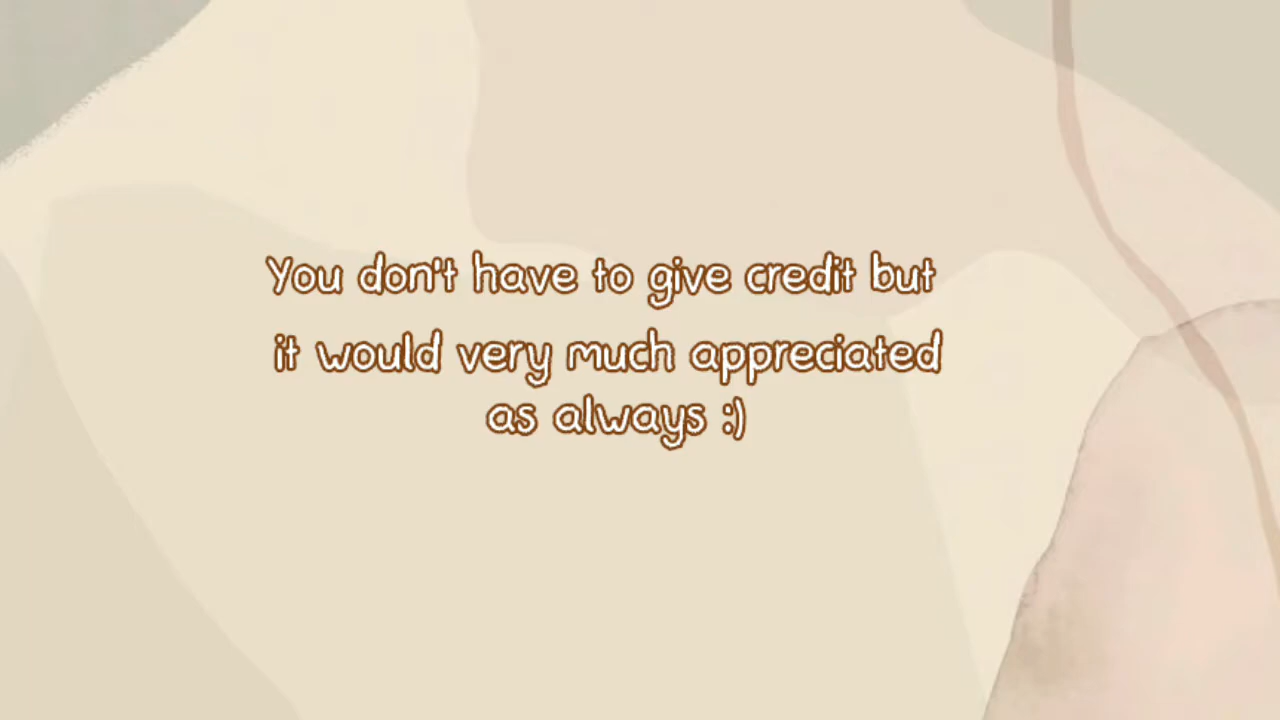 You don't have to give credit but
it would very much appreciated
as always :)